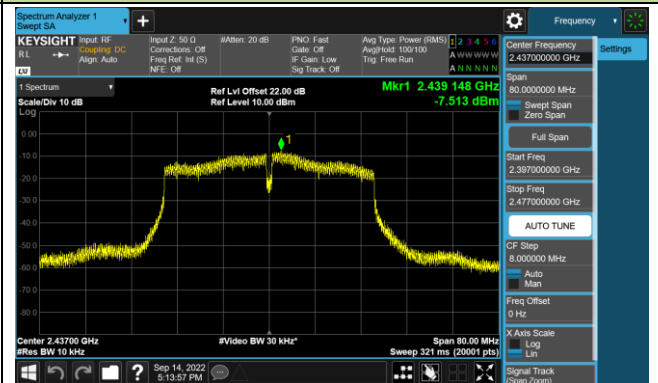 Spectrum Analyzer 1
Swept SA
Frequency
KEYSIGHT
RL
Input: RF
Coupling: DC
Align: Auto
Input Z: 50 Ω
Corrections: Off
Freq Ref: Int (S)
NFE: Off
#Atten: 20 dB
PNO: Fast
Gate: Off
IF Gain: Low
Sig Track: Off
Avg Type: Power (RMS)
Avg|Hold: 100/100
Trig: Free Run
1 2 3 4 5 6
A W W W W W
A N N N N N
LXI
1 Spectrum
Scale/Div 10 dB
Log
Ref Lvl Offset 22.00 dB
Ref Level 10.00 dBm
Mkr1 2.439 148 GHz
-7.513 dBm
1
0.00
-10.0
-20.0
-30.0
-40.0
-50.0
-60.0
-70.0
-80.0
Center 2.43700 GHz
#Res BW 10 kHz
#Video BW 30 kHz*
Span 80.00 MHz
Sweep 321 ms (20001 pts)
Sep 14, 2022
5:13:57 PM
?
Center Frequency
2.437000000 GHz
Settings
Span
80.0000000 MHz
Swept Span
Zero Span
Full Span
Start Freq
2.397000000 GHz
Stop Freq
2.477000000 GHz
AUTO TUNE
CF Step
8.000000 MHz
Auto
Man
Freq Offset
0 Hz
X Axis Scale
Log
Lin
Signal Track
(Span Zoom)